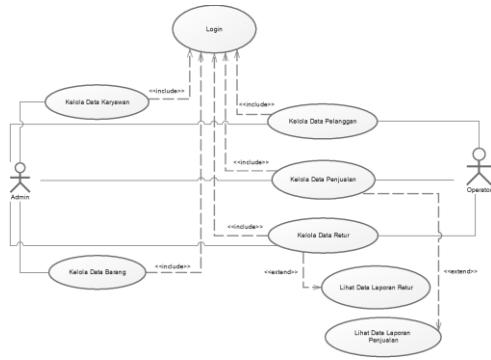 Login
<<include>>
<<include>>
Kelola Data Karyawan
Kelola Data Pelanggan
<<include>>
Kelola Data Penjualan
Admin
Operator
<<include>>
Kelola Data Retur
<<include>>
Kelola Data Barang
<<extend>>
<<extend>>
Lihat Data Laporan Retur
Lihat Data Laporan
Penjualan